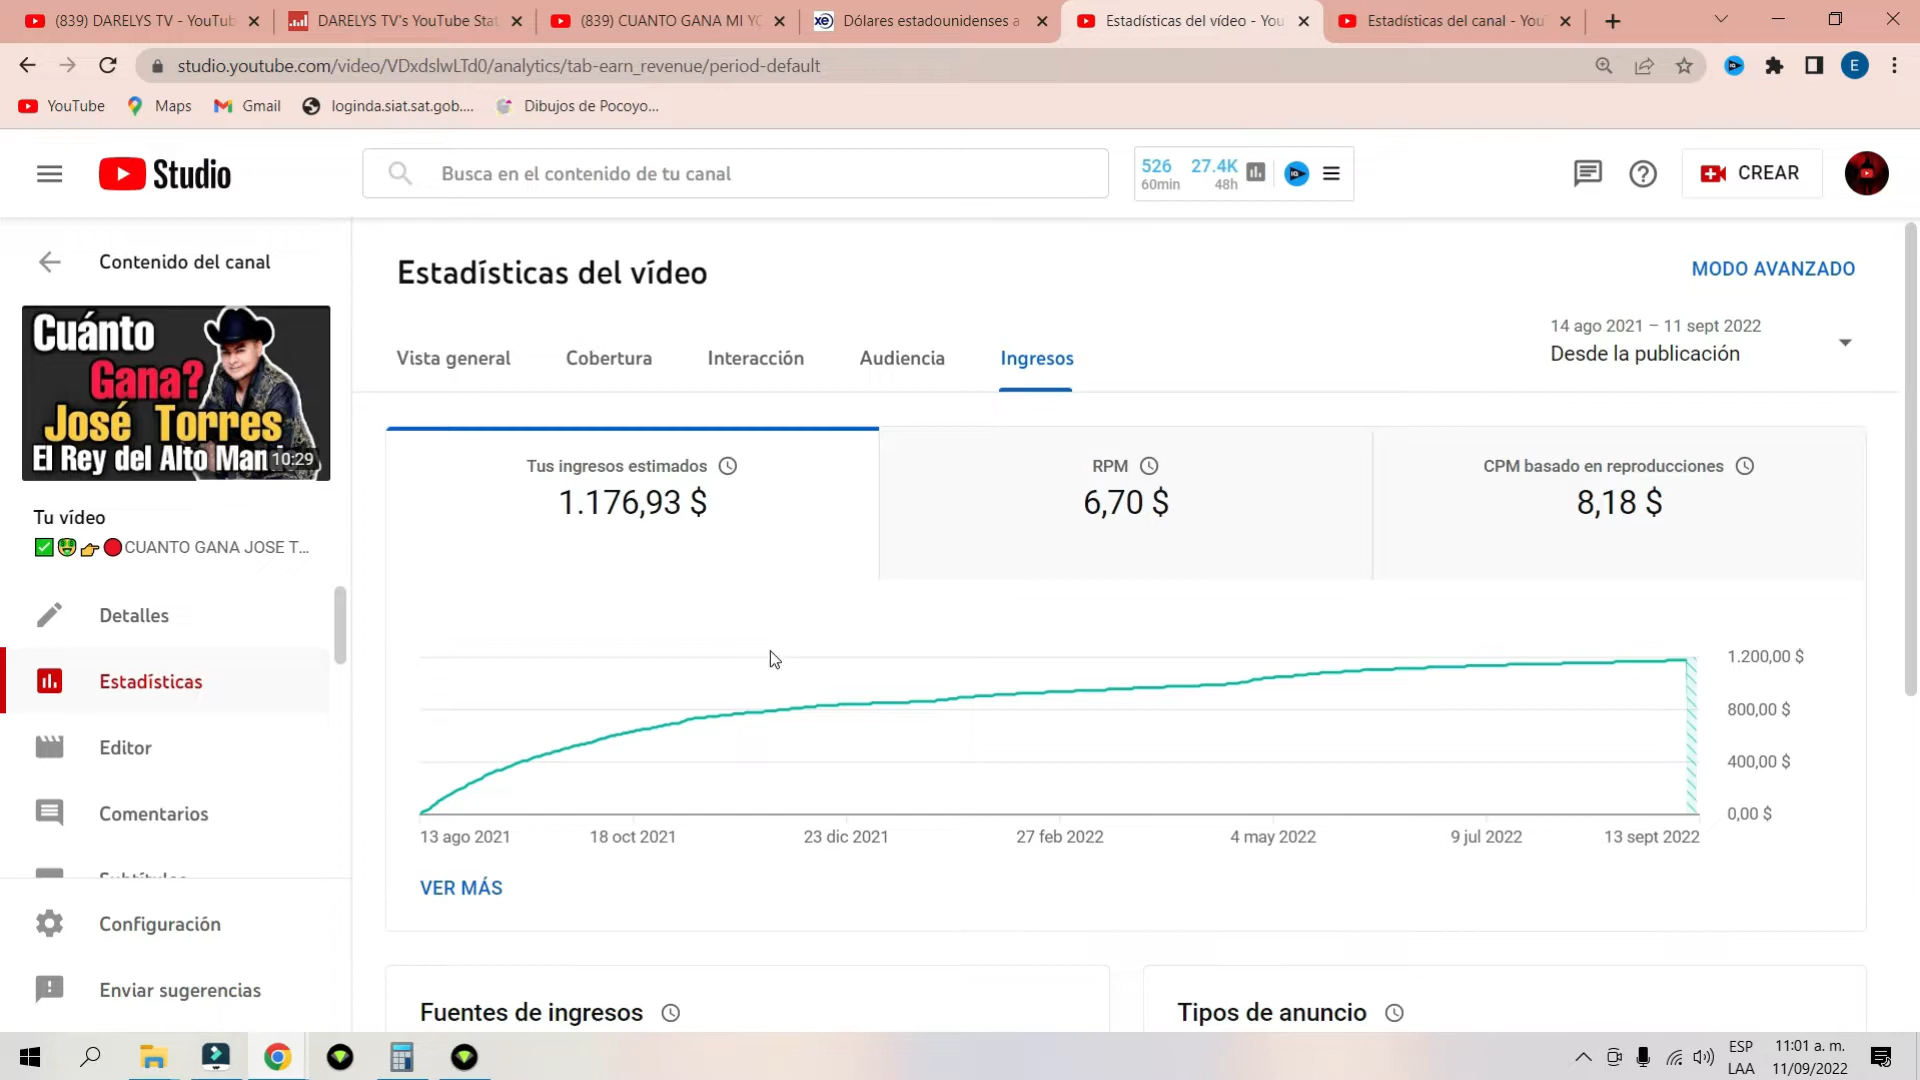 (839) DARELYS TV - YouTub
DARELYS TV's YouTube Stat
(839) CUANTO GANA MI YO
Dólares estadounidenses a
Estadísticas del vídeo - You
Estadísticas del canal - You
studio.youtube.com/video/VDxdslwLTd0/analytics/tab-earn_revenue/period-default
E
YouTube
Maps
Gmail
loginda.siat.sat.gob....
Dibujos de Pocoyo...
Studio
Busca en el contenido de tu canal
526 27.4K
60min 48h
CREAR
Contenido del canal
Estadísticas del vídeo
MODO AVANZADO
Cuánto
Gana?
José Torres
El Rey del Alto Man
10:29
Vista general
Cobertura
Interacción
Audiencia
Ingresos
14 ago 2021 – 11 sept 2022
Desde la publicación
Tus ingresos estimados
1.176,93 $
RPM
6,70 $
CPM basado en reproducciones
8,18 $
Tu vídeo
CUANTO GANA JOSE T...
Detalles
Estadísticas
Editor
Comentarios
Subtítulos
Configuración
Enviar sugerencias
1.200,00 $
800,00 $
400,00 $
0,00 $
13 ago 2021
18 oct 2021
23 dic 2021
27 feb 2022
4 may 2022
9 jul 2022
13 sept 2022
VER MÁS
Fuentes de ingresos
Tipos de anuncio
ESP
LAA
11:01 a. m.
11/09/2022